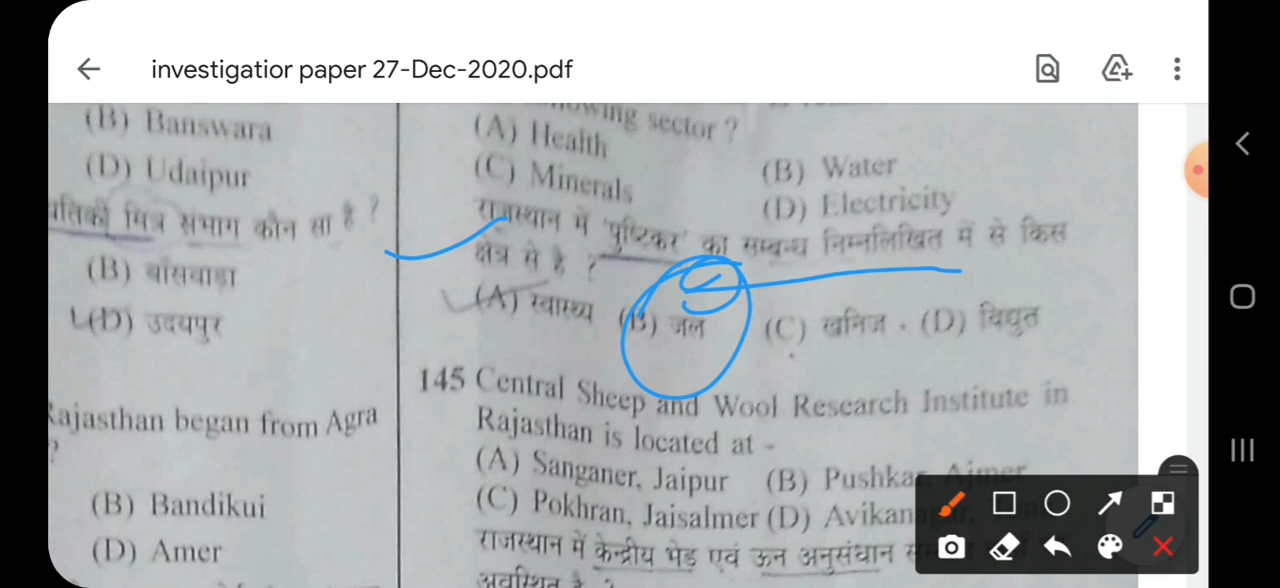 investigatior paper 27-Dec-2020.pdf
(B) Banswara
(D) Udaipur
मित्र संभाग कौन सा है ?
(B) बाँसवाड़ा
(D) उदयपुर
Rajasthan began from Agra
?
(B) Bandikui
(D) Amer
sector ?
(A) Health
(B) Water
(C) Minerals
(D) Electricity
राजस्थान में 'पुष्टिकर' का सम्बन्ध निम्नलिखित में से किस
क्षेत्र से है ?
(A) स्वास्थ्य (B) जल (C) खनिज (D) विद्युत
145 Central Sheep and Wool Research Institute in
Rajasthan is located at -
(A) Sanganer, Jaipur (B) Pushkar, Ajmer
(C) Pokhran, Jaisalmer (D)
राजस्थान में केन्द्रीय भेड़ एवं ऊन अनुसंधान
अवस्थित है ?